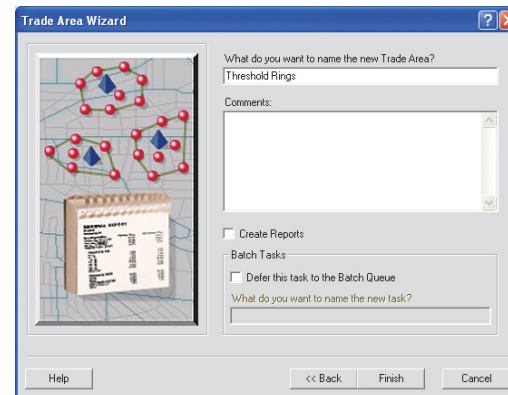 Trade Area Wizard
What do you want to name the new Trade Area?
Threshold Rings
Comments:
Create Reports
Batch Tasks
Defer this task to the Batch Queue
What do you want to name the new task?
Help
<< Back
Finish
Cancel